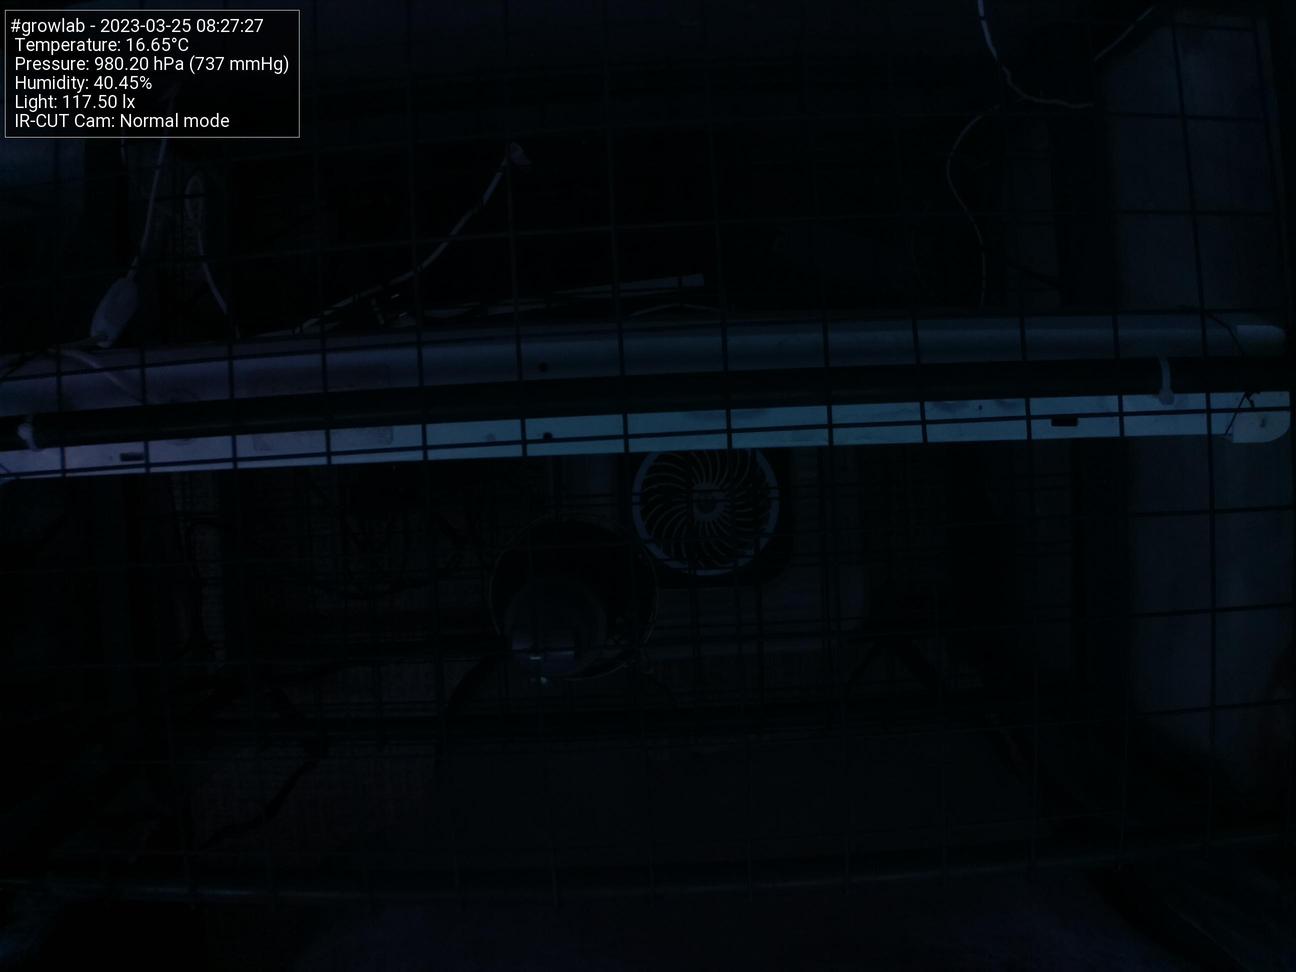 #growlab - 2023-03-25 08:27:27
Temperature: 16.65°C
Pressure: 980.20 hPa (737 mmHg)
Humidity: 40.45%
Light: 117.50 lx
IR-CUT Cam: Normal mode